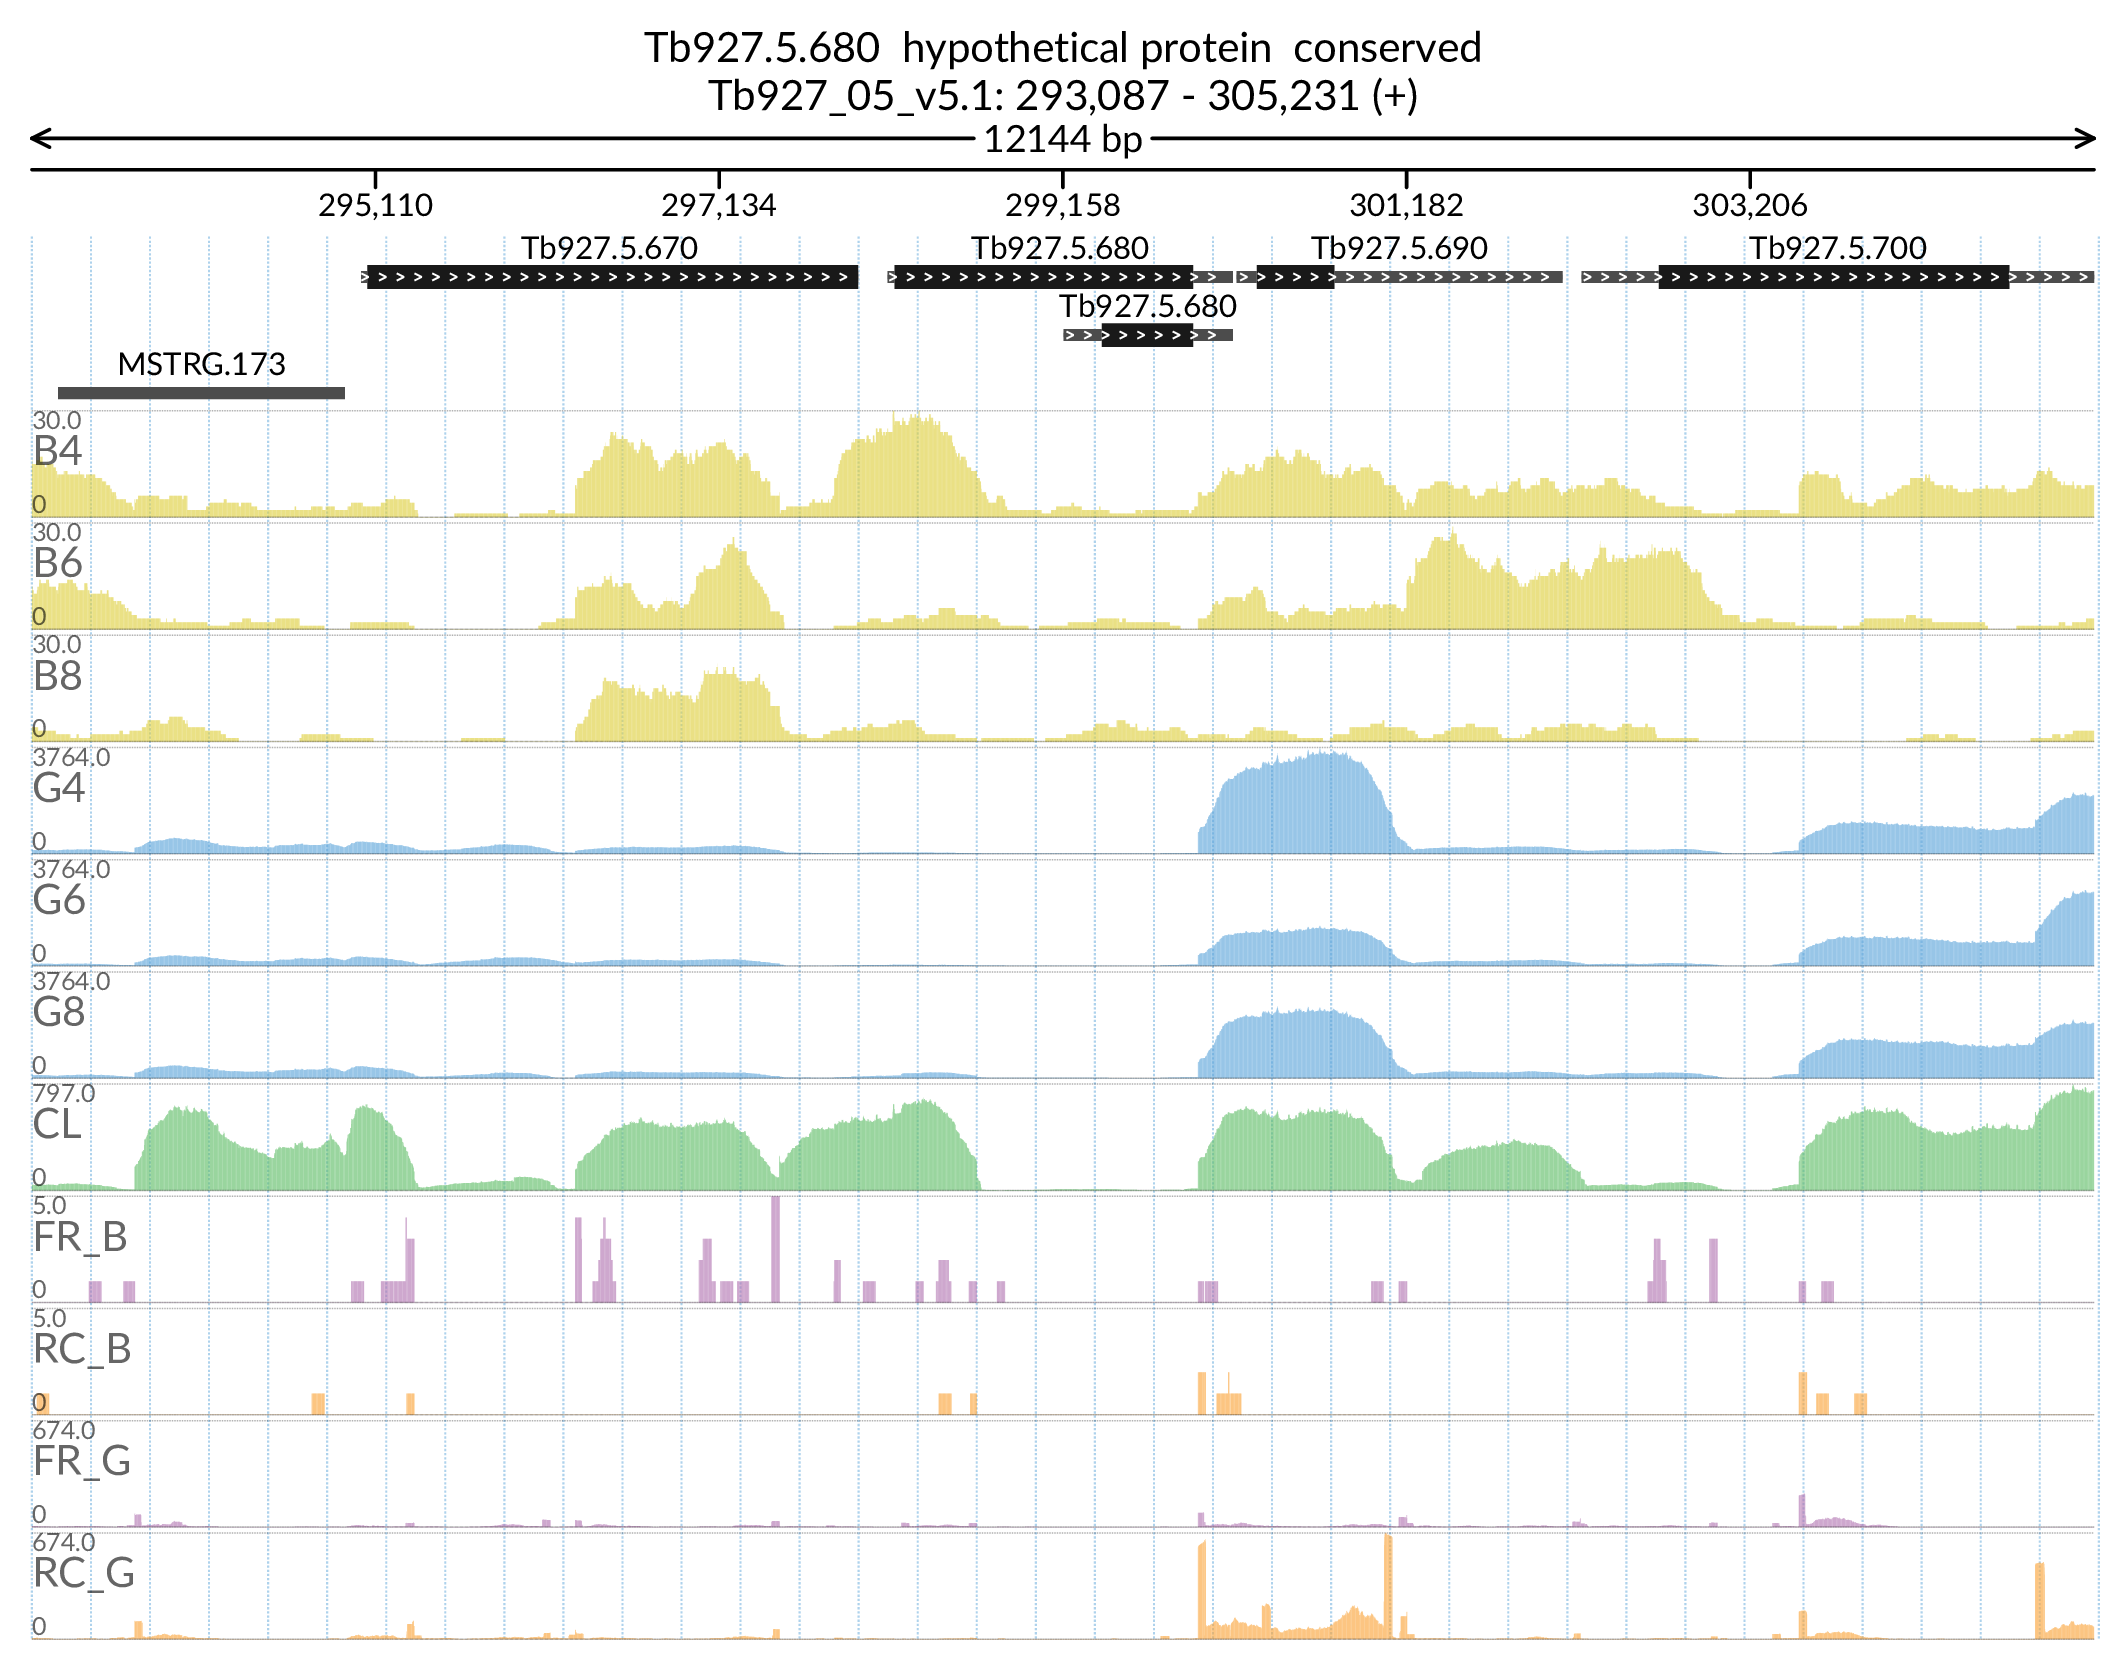 Tb927.5.680  hypothetical protein  conserved
Tb927_05_v5.1: 293,087 - 305,231 (+)
12144 bp
295,110 297,134 299,158 301,182 303,206
Tb927.5.670 Tb927.5.680 Tb927.5.690 Tb927.5.700
Tb927.5.680
MSTRG.173
30.0
B4
0
30.0
B6
0
30.0
B8
0
3764.0
G4
0
3764.0
G6
0
3764.0
G8
0
797.0
CL
0
5.0
FR_B
0
5.0
RC_B
0
674.0
FR_G
0
674.0
RC_G
0